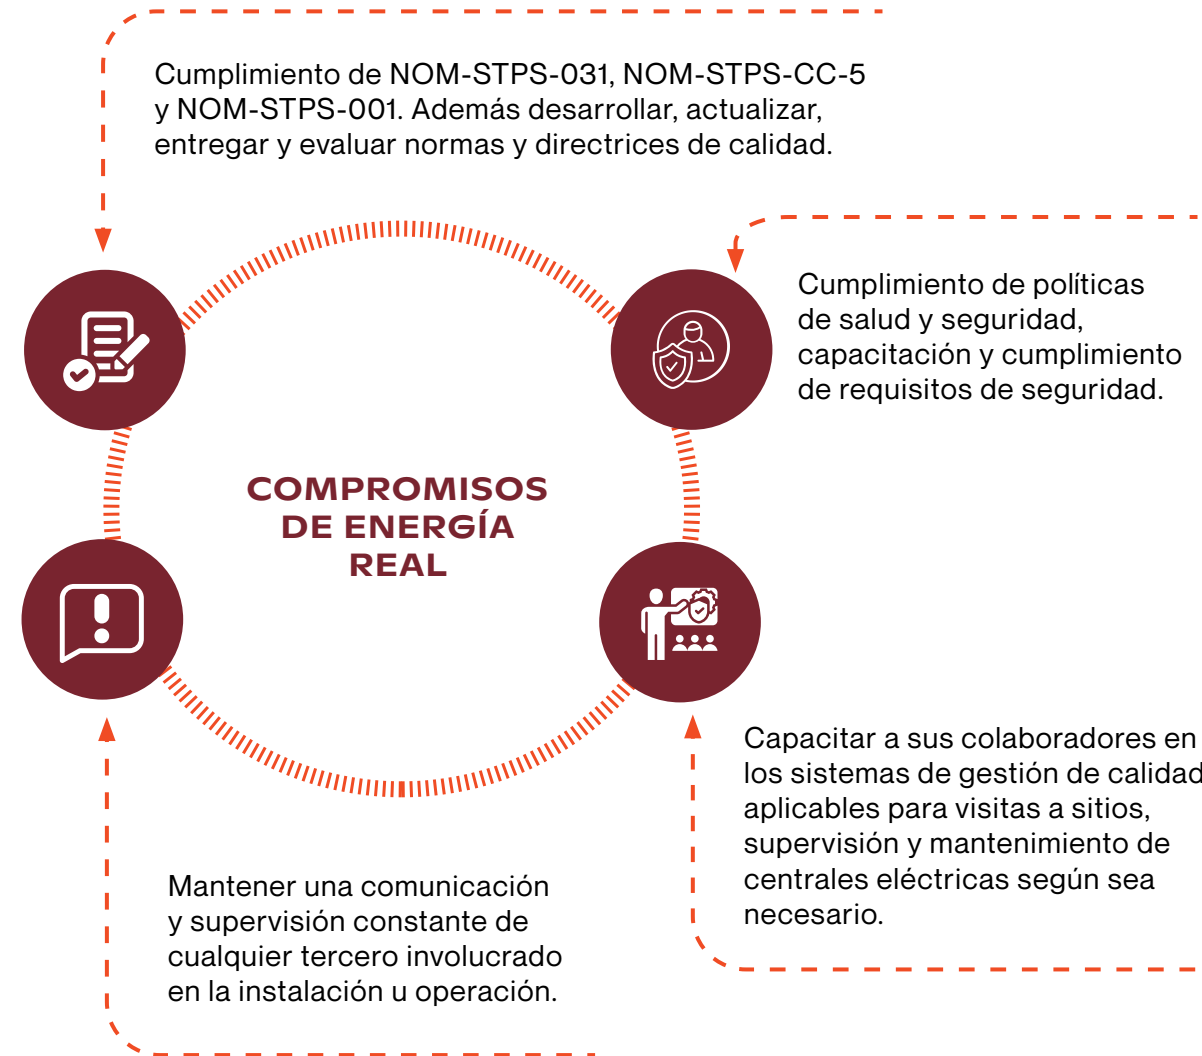 Cumplimiento de NOM-STPS-031, NOM-STPS-CC-5
y NOM-STPS-001. Además desarrollar, actualizar,
entregar y evaluar normas y directrices de calidad.
Cumplimiento de políticas
de salud y seguridad,
capacitación y cumplimiento
de requisitos de seguridad.
COMPROMISOS
DE ENERGÍA
REAL
Capacitar a sus colaboradores en
los sistemas de gestión de calidad
aplicables para visitas a sitios,
supervisión y mantenimiento de
centrales eléctricas según sea
necesario.
Mantener una comunicación
y supervisión constante de
cualquier tercero involucrado
en la instalación u operación.